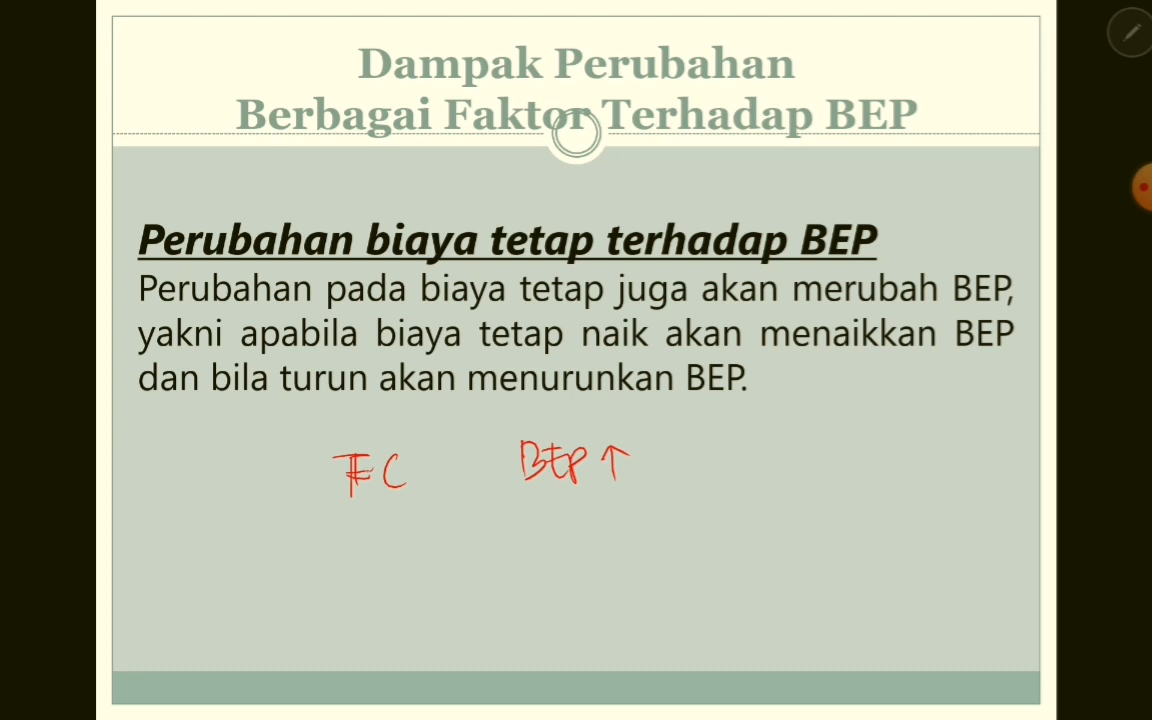 Dampak Perubahan
Berbagai Faktor Terhadap BEP
Perubahan biaya tetap terhadap BEP
Perubahan pada biaya tetap juga akan merubah BEP,
yakni apabila biaya tetap naik akan menaikkan BEP
dan bila turun akan menurunkan BEP.
FC BEP ↑